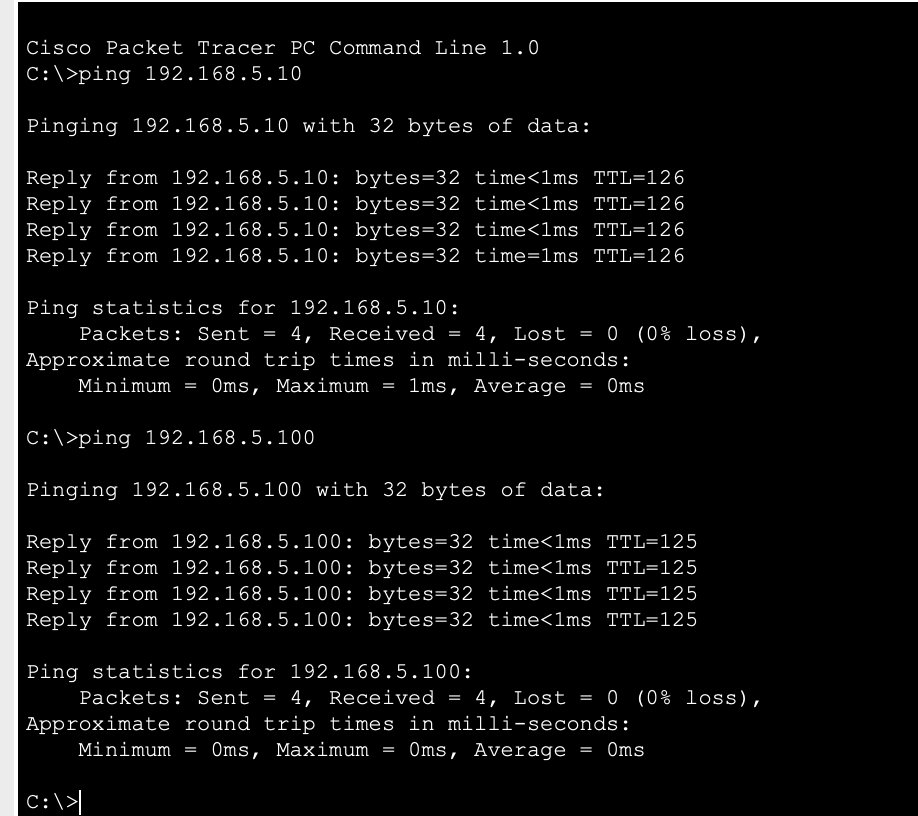 Cisco Packet Tracer PC Command Line 1.0
C:\>ping 192.168.5.10
Pinging 192.168.5.10 with 32 bytes of data:
Reply from 192.168.5.10: bytes=32 time<1ms TTL=126
Reply from 192.168.5.10: bytes=32 time<1ms TTL=126
Reply from 192.168.5.10: bytes=32 time<1ms TTL=126
Reply from 192.168.5.10: bytes=32 time=1ms TTL=126
Ping statistics for 192.168.5.10:
    Packets: Sent = 4, Received = 4, Lost = 0 (0% loss),
Approximate round trip times in milli-seconds:
    Minimum = 0ms, Maximum = 1ms, Average = 0ms
C:\>ping 192.168.5.100
Pinging 192.168.5.100 with 32 bytes of data:
Reply from 192.168.5.100: bytes=32 time<1ms TTL=125
Reply from 192.168.5.100: bytes=32 time<1ms TTL=125
Reply from 192.168.5.100: bytes=32 time<1ms TTL=125
Reply from 192.168.5.100: bytes=32 time<1ms TTL=125
Ping statistics for 192.168.5.100:
    Packets: Sent = 4, Received = 4, Lost = 0 (0% loss),
Approximate round trip times in milli-seconds:
    Minimum = 0ms, Maximum = 0ms, Average = 0ms
C:\>